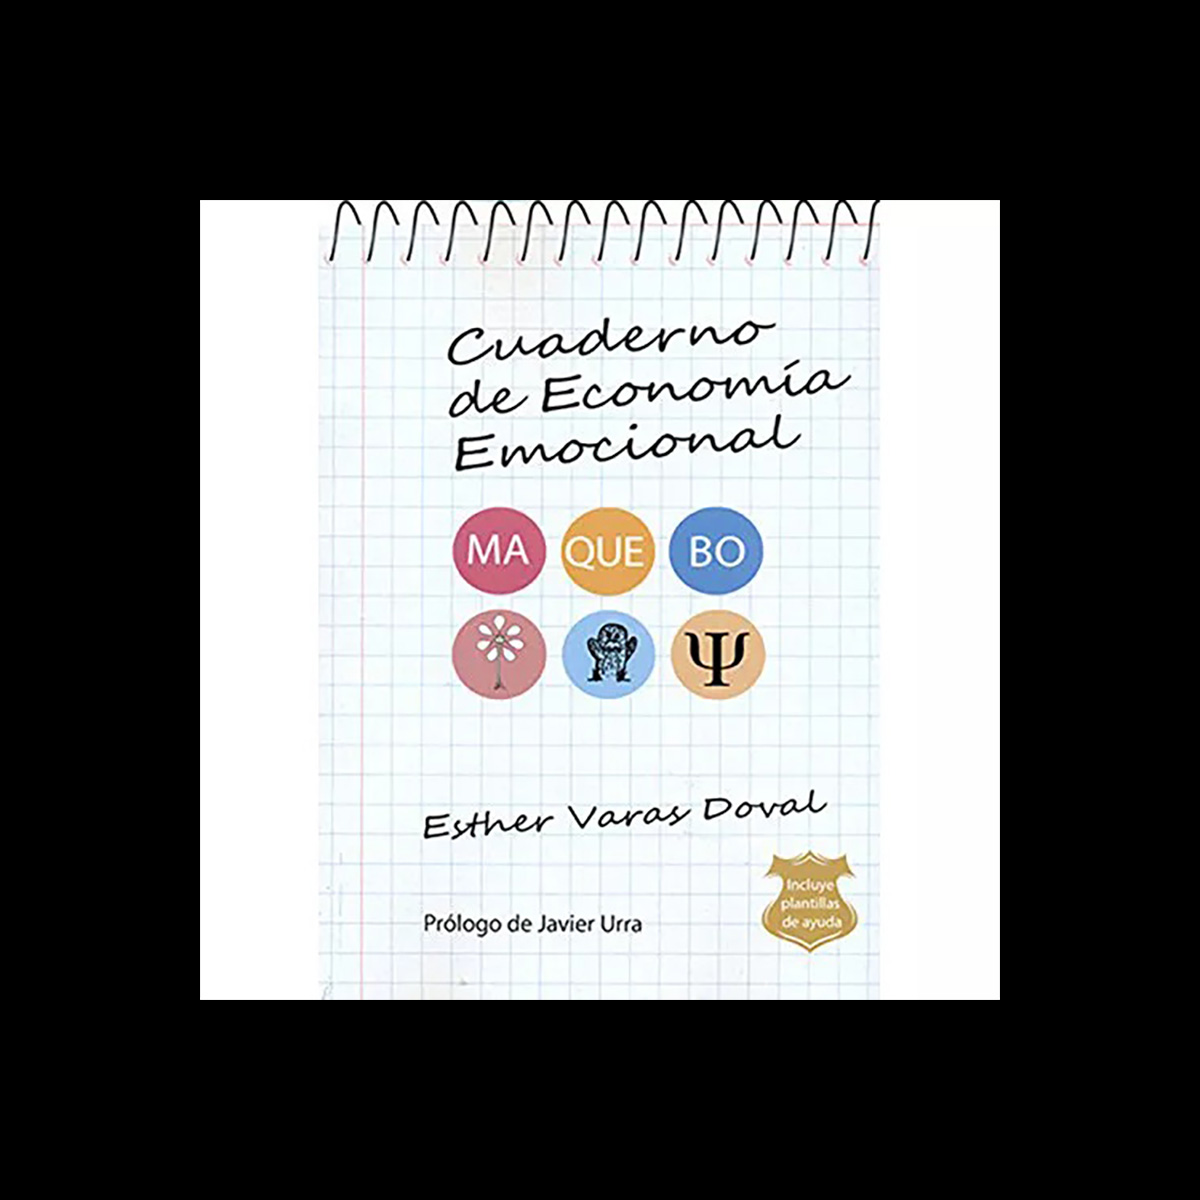 Cuaderno
de Economía
Emocional
MA QUE BO
Ψ
Esther Varas Doval
Incluye
plantillas
de ayuda
Prólogo de Javier Urra